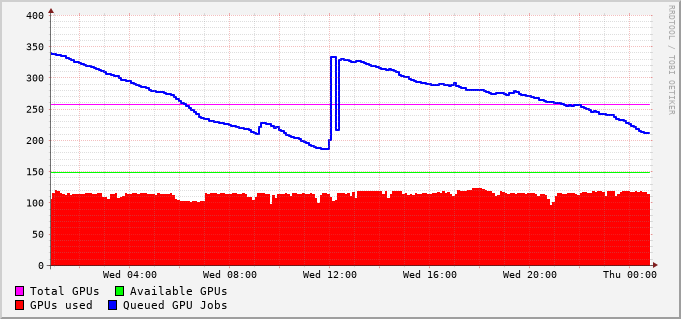 400
350
300
250
200
150
100
50
0
Wed 04:00 Wed 08:00 Wed 12:00 Wed 16:00 Wed 20:00 Thu 00:00
Total GPUs Available GPUs
GPUs used Queued GPU Jobs
RRDTOOL / TOBI OETIKER